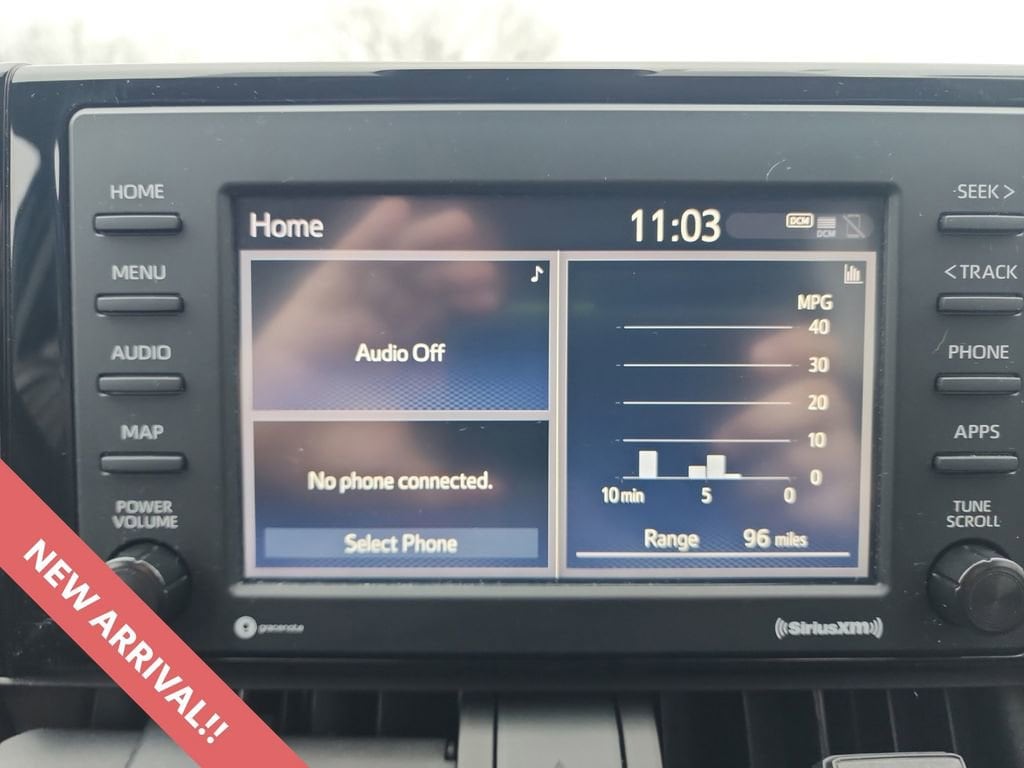 HOME
MENU
AUDIO
MAP
POWER
VOLUME
Home
11:03
DCM
DCM
Audio Off
No phone connected.
Select Phone
MPG
40
30
20
10
0
10 min 5 0
Range 96 miles
SEEK >
< TRACK
PHONE
APPS
TUNE
SCROLL
gracenote
((SiriusXM))
NEW ARRIVAL!!